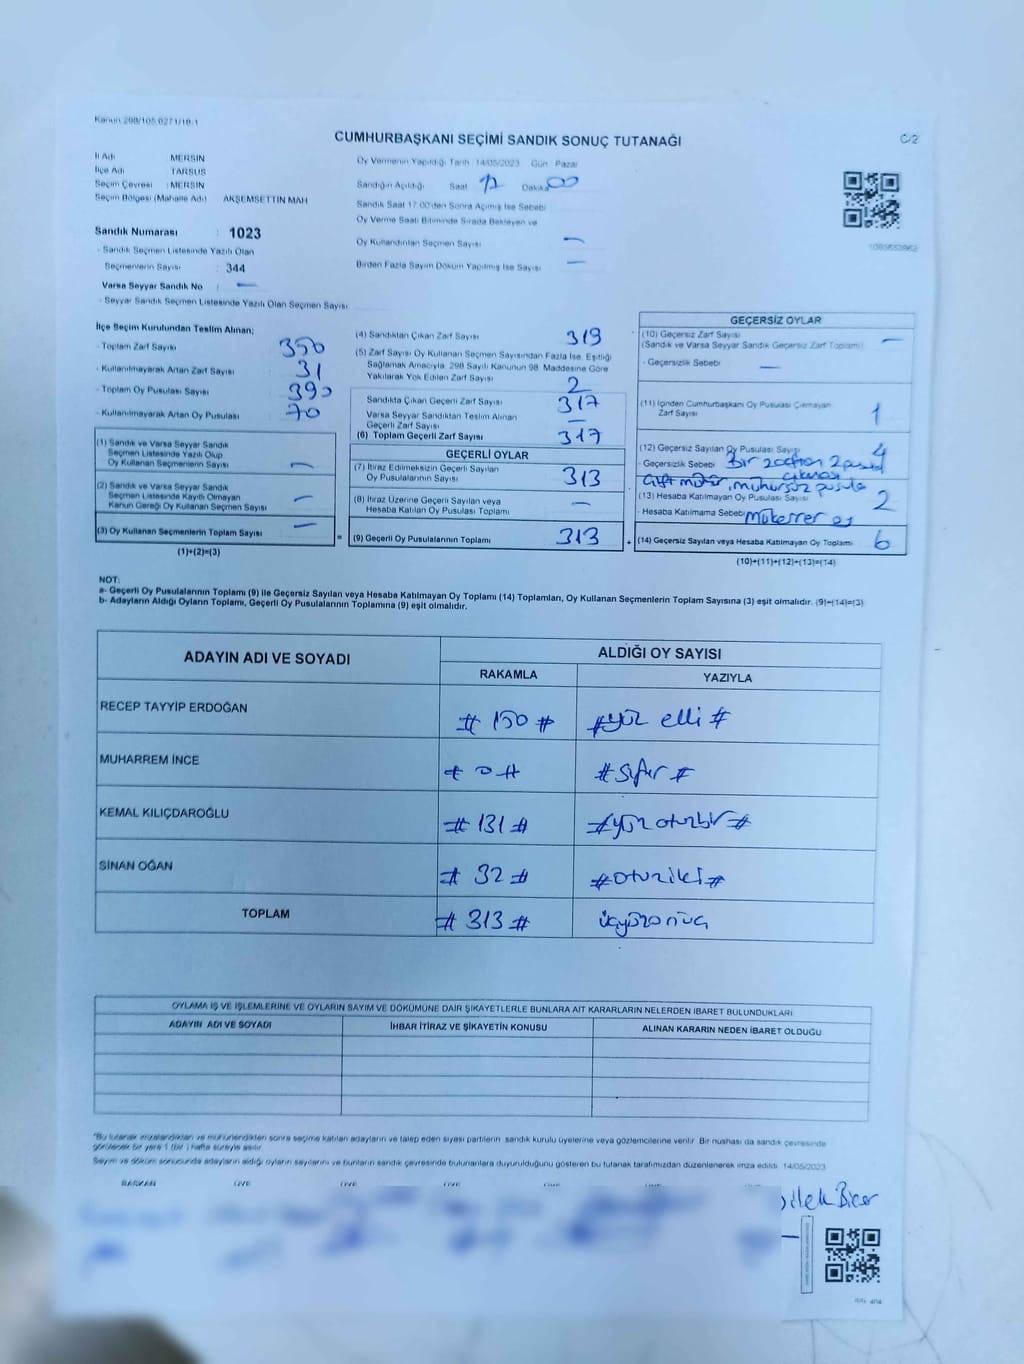 Kanun 298/105,0271/18.1
CUMHURBAŞKANI SEÇİMİ SANDIK SONUÇ TUTANAĞI
C/2
İl Adı MERSİN
İlçe Adı TARSUS
Seçim Çevresi : MERSİN
Seçim Bölgesi (Mahalle Adı) AKŞEMSETTİN MAH
Oy Vermenin Yapıldığı Tarih 14/05/2023 Gün Pazar
Sandığın Açıldığı Saat 17 Dakika 00
Sandık Saat 17:00'den Sonra Açılmış İse Sebebi
Oy Verme Saati Bitiminde Sırada Bekleyen ve
Oy Kullandırılan Seçmen Sayısı —
Birden Fazla Sayım Döküm Yapılmış İse Sayısı —
Sandık Numarası : 1023
- Sandık Seçmen Listesinde Yazılı Olan
Seçmenlerin Sayısı : 344
Varsa Seyyar Sandık No : —
- Seyyar Sandık Seçmen Listesinde Yazılı Olan Seçmen Sayısı
İlçe Seçim Kurulundan Teslim Alınan;
- Toplam Zarf Sayısı 350
- Kullanılmayarak Artan Zarf Sayısı 31
- Toplam Oy Pusulası Sayısı 390
- Kullanılmayarak Artan Oy Pusulası 70
(1) Sandık ve Varsa Seyyar Sandık
Seçmen Listesinde Yazılı Olup
Oy Kullanan Seçmenlerin Sayısı —
(2) Sandık ve Varsa Seyyar Sandık
Seçmen Listesinde Kayıtlı Olmayan
Kanun Gereği Oy Kullanan Seçmen Sayısı —
(3) Oy Kullanan Seçmenlerin Toplam Sayısı —
(1)+(2)=(3)
(4) Sandıktan Çıkan Zarf Sayısı 319
(5) Zarf Sayısı Oy Kullanan Seçmen Sayısından Fazla İse, Eşitliği
Sağlamak Amacıyla, 298 Sayılı Kanunun 98. Maddesine Göre
Yakılarak Yok Edilen Zarf Sayısı 2
Sandıkta Çıkan Geçerli Zarf Sayısı 317
Varsa Seyyar Sandıktan Teslim Alınan
Geçerli Zarf Sayısı —
(6) Toplam Geçerli Zarf Sayısı 317
GEÇERLİ OYLAR
(7) İtiraz Edilmeksizin Geçerli Sayılan
Oy Pusulalarının Sayısı 313
(8) İtiraz Üzerine Geçerli Sayılan veya
Hesaba Katılan Oy Pusulası Toplamı —
= (9) Geçerli Oy Pusulalarının Toplamı 313
GEÇERSİZ OYLAR
(10) Geçersiz Zarf Sayısı —
(Sandık ve Varsa Seyyar Sandık Geçersiz Zarf Toplamı)
- Geçersizlik Sebebi —
(11) İçinden Cumhurbaşkanı Oy Pusulası Çıkmayan
Zarf Sayısı 1
(12) Geçersiz Sayılan Oy Pusulası Sayısı 4
- Geçersizlik Sebebi Bir zarftan 2 pusula
çıkması
çift mühür, mühürsüz pusula
(13) Hesaba Katılmayan Oy Pusulası Sayısı 2
- Hesaba Katılmama Sebebi Mükerrer oy
+ (14) Geçersiz Sayılan veya Hesaba Katılmayan Oy Toplamı 6
(10)+(11)+(12)+(13)=(14)
NOT:
a- Geçerli Oy Pusulalarının Toplamı (9) ile Geçersiz Sayılan veya Hesaba Katılmayan Oy Toplamı (14) Toplamları, Oy Kullanan Seçmenlerin Toplam Sayısına (3) eşit olmalıdır. (9)+(14)=(3)
b- Adayların Aldığı Oyların Toplamı, Geçerli Oy Pusulalarının Toplamına (9) eşit olmalıdır.
ADAYIN ADI VE SOYADI ALDIĞI OY SAYISI
RAKAMLA YAZIYLA
RECEP TAYYİP ERDOĞAN # 150 # # yüz elli #
MUHARREM İNCE # 0 # # Sıfır #
KEMAL KILIÇDAROĞLU # 131 # # yüz otuzbir #
SİNAN OĞAN # 32 # # otuziki #
TOPLAM # 313 # üçyüzonüç
OYLAMA İŞ VE İŞLEMLERİNE VE OYLARIN SAYIM VE DÖKÜMÜNE DAİR ŞİKAYETLERLE BUNLARA AİT KARARLARIN NELERDEN İBARET BULUNDUKLARI
ADAYIN ADI VE SOYADI İHBAR İTİRAZ VE ŞİKAYETİN KONUSU ALINAN KARARIN NEDEN İBARET OLDUĞU
*Bu tutanak imzalandıktan ve mühürlendikten sonra seçime katılan adayların ve talep eden siyasi partilerin sandık kurulu üyelerine veya gözlemcilerine verilir. Bir nüshası da sandık çevresinde
görülecek bir yere 1 (bir) hafta süreyle asılır.
Sayım ve döküm sonucunda adayların aldığı oyların sayılarını ve bunların sandık çevresinde bulunanlara duyurulduğunu gösteren bu tutanak tarafımızdan düzenlenerek imza edildi. 14/05/2023
BAŞKAN ÜYE ÜYE ÜYE ÜYE ÜYE